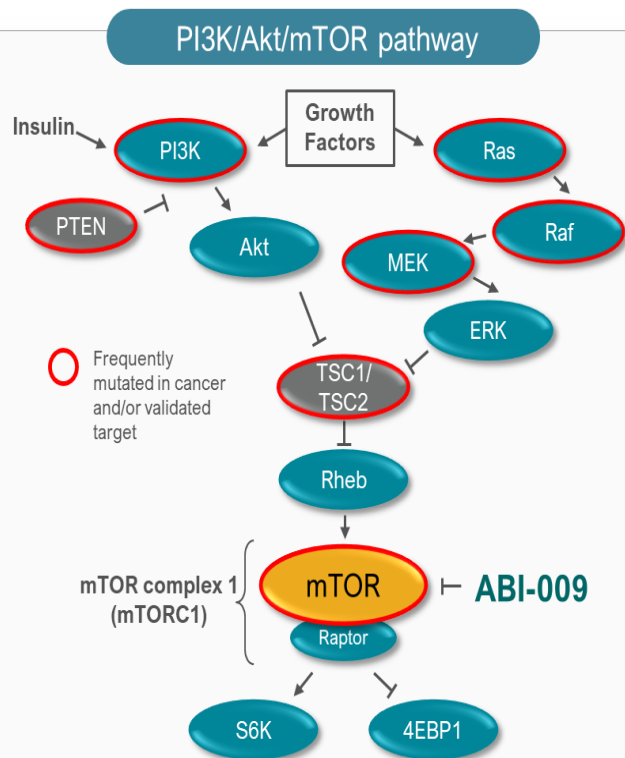 PI3K/Akt/mTOR pathway
Growth
Factors
Insulin
PI3K
Ras
PTEN
Akt
Raf
MEK
ERK
Frequently
mutated in cancer
and/or validated
target
TSC1/
TSC2
Rheb
mTOR complex 1
(mTORC1)
mTOR
ABI-009
Raptor
S6K
4EBP1